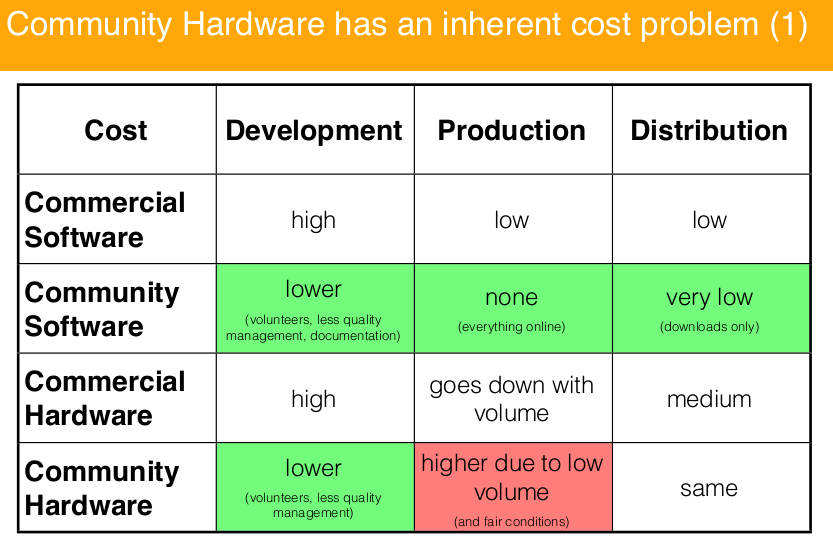 Community Hardware has an inherent cost problem (1)
Cost Development Production Distribution
Commercial
Software
high
low
low
Community
Software
lower
(volunteers, less quality
management, documentation)
none
(everything online)
very low
(downloads only)
Commercial
Hardware
high
goes down with
volume
medium
Community
Hardware
lower
(volunteers, less quality
management)
higher due to low
volume
(and fair conditions)
same